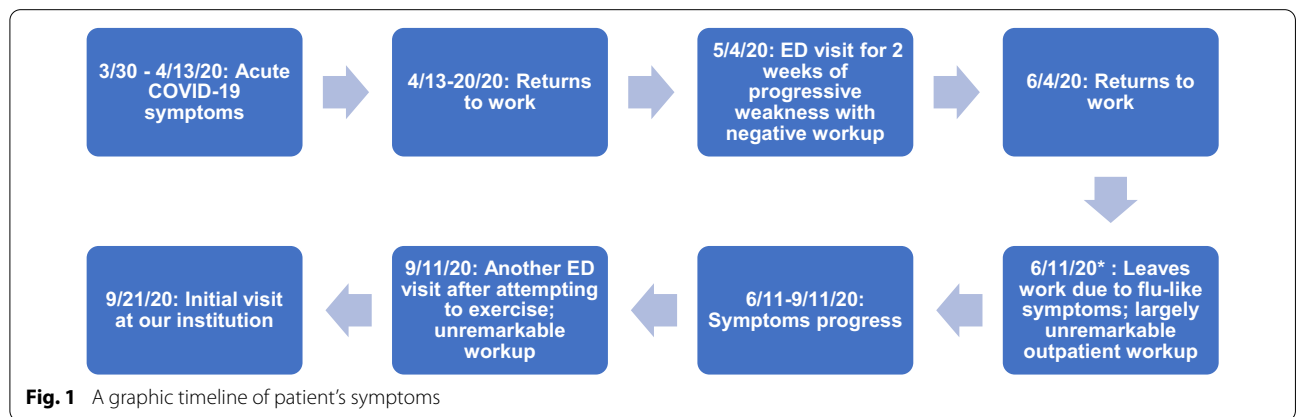 3/30 - 4/13/20: Acute
COVID-19
symptoms
4/13-20/20: Returns
to work
5/4/20: ED visit for 2
weeks of
progressive
weakness with
negative workup
6/4/20: Returns to
work
6/11/20* : Leaves
work due to flu-like
symptoms; largely
unremarkable
outpatient workup
6/11-9/11/20:
Symptoms progress
9/11/20: Another ED
visit after attempting
to exercise;
unremarkable
workup
9/21/20: Initial visit
at our institution
Fig. 1 A graphic timeline of patient's symptoms